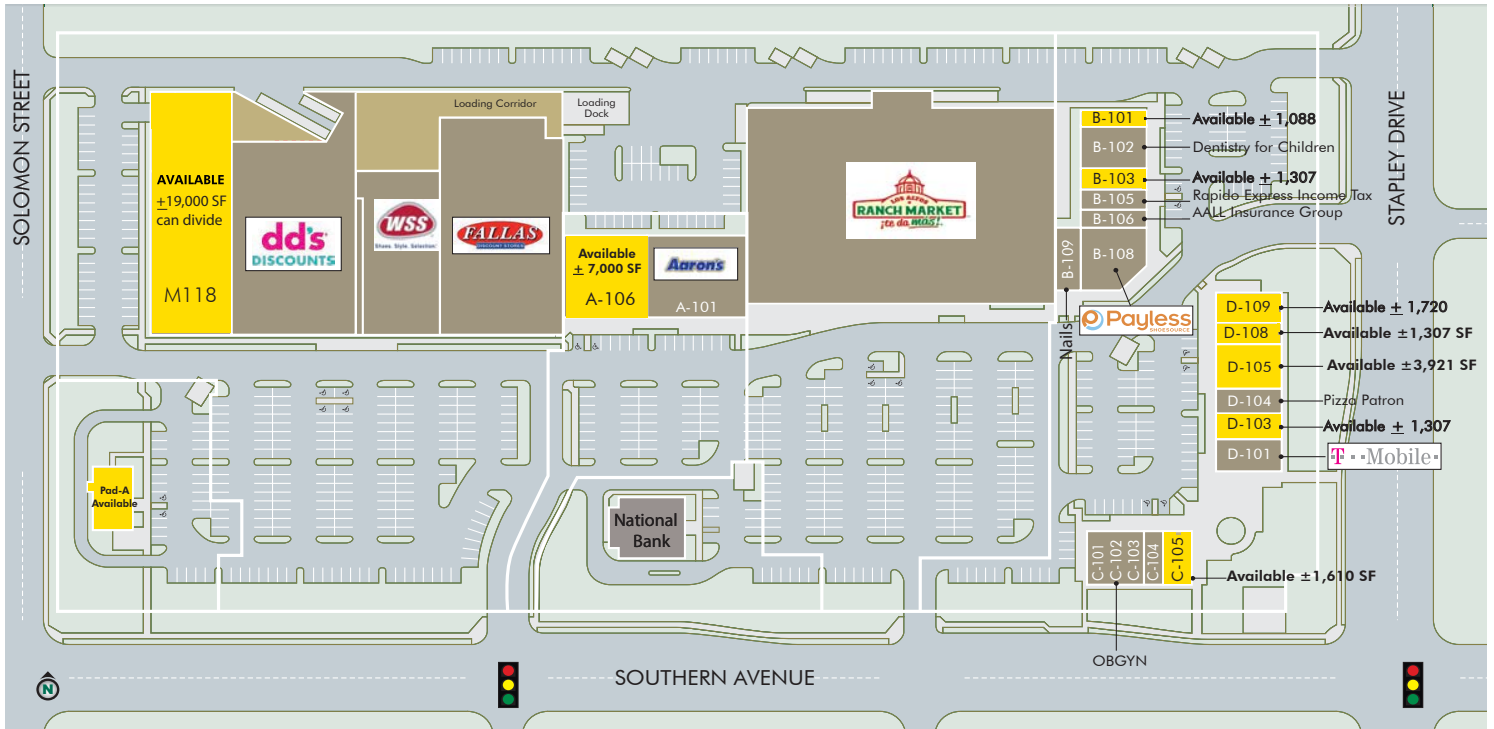 SOLOMON STREET
AVAILABLE
±19,000 SF
can divide
M118
dd's
DISCOUNTS
Loading Corridor
WSS
Shoes. Style. Selection.
FALLAS
DISCOUNT STORES
Loading
Dock
Available
± 7,000 SF
A-106
Aaron's
A-101
LOS ALTOS
RANCH MARKET
¡te da más!
B-101
Available ± 1,088
B-102
Dentistry for Children
B-103
Available ± 1,307
B-105
Rapido Express Income Tax
B-106
AALL Insurance Group
B-109
B-108
Nails
Payless
SHOESOURCE
STAPLEY DRIVE
D-109
Available ± 1,720
D-108
Available ±1,307 SF
D-105
Available ±3,921 SF
D-104
Pizza Patron
D-103
Available ± 1,307
D-101
T-Mobile
Pad-A
Available
National
Bank
C-101
C-102
C-103
C-104
C-105
Available ±1,610 SF
OBGYN
N
SOUTHERN AVENUE